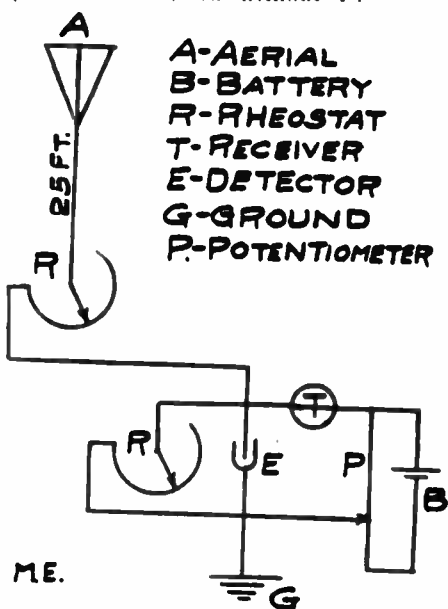 A
A-AERIAL
B-BATTERY
R-RHEOSTAT
T-RECEIVER
E-DETECTOR
G-GROUND
P-POTENTIOMETER
25 FT.
R
T
R
E
P
B
M.E.
G